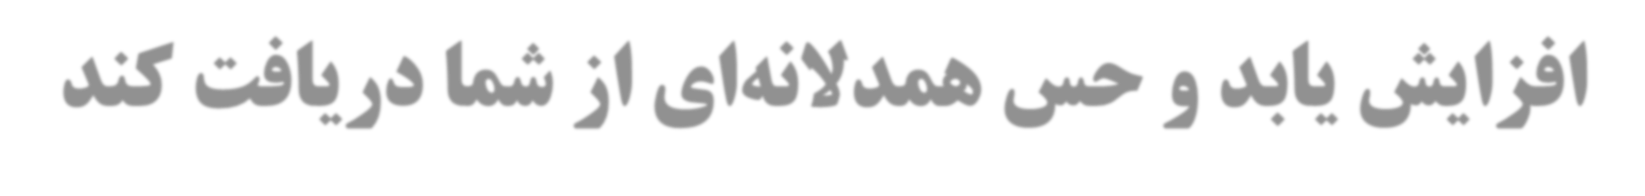 افزایش یابد و حس همدلانه‌ای از شما دریافت کند